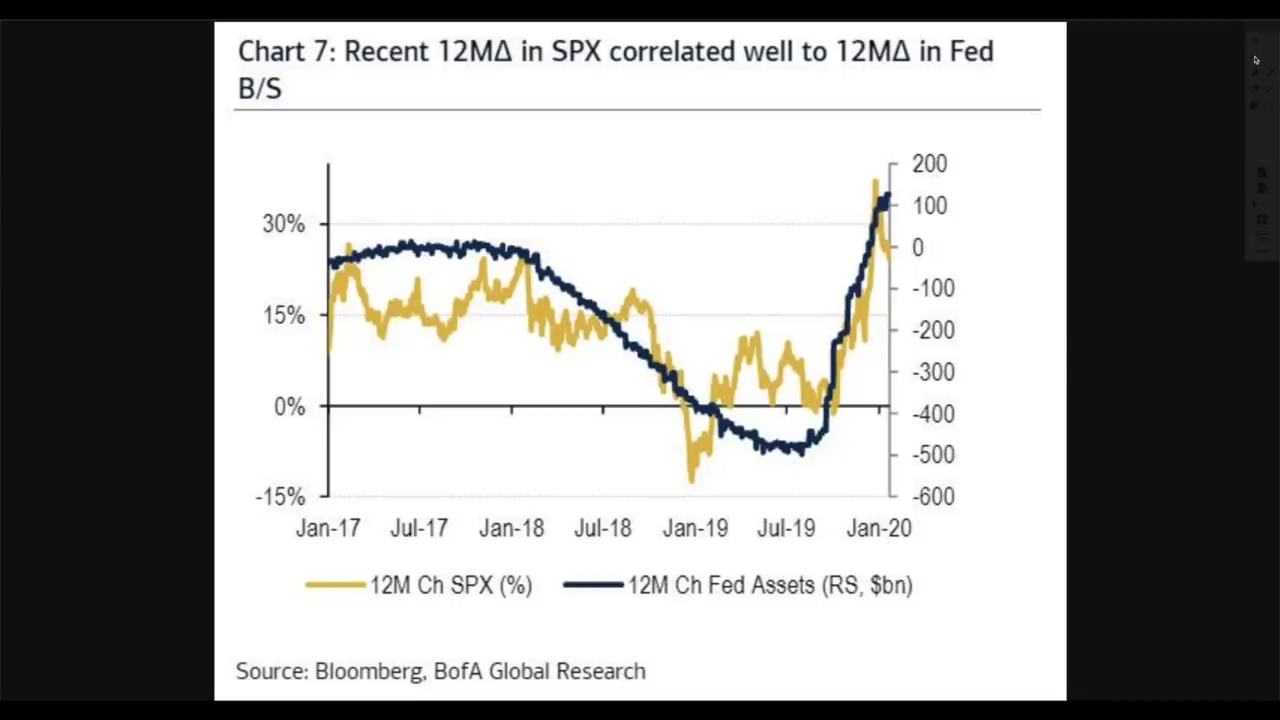 Chart 7: Recent 12MΔ in SPX correlated well to 12MΔ in Fed
B/S
200
100
30%
0
-100
15%
-200
-300
0%
-400
-500
-15%
-600
Jan-17 Jul-17 Jan-18 Jul-18 Jan-19 Jul-19 Jan-20
12M Ch SPX (%) 12M Ch Fed Assets (RS, $bn)
Source: Bloomberg, BofA Global Research